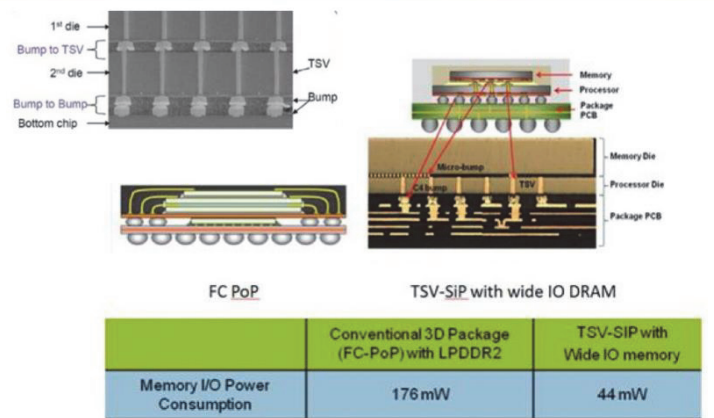 1st die
Bump to TSV
2nd die
TSV
Bump to Bump
Bump
Bottom chip
Memory
Processor
Package
PCB
Micro-bump
Memory Die
C4 bump
TSV
Processor Die
Package PCB
FC PoP
TSV-SiP with wide IO DRAM
Conventional 3D Package
(FC-PoP) with LPDDR2
TSV-SIP with
Wide IO memory
Memory I/O Power
Consumption
176 mW
44 mW